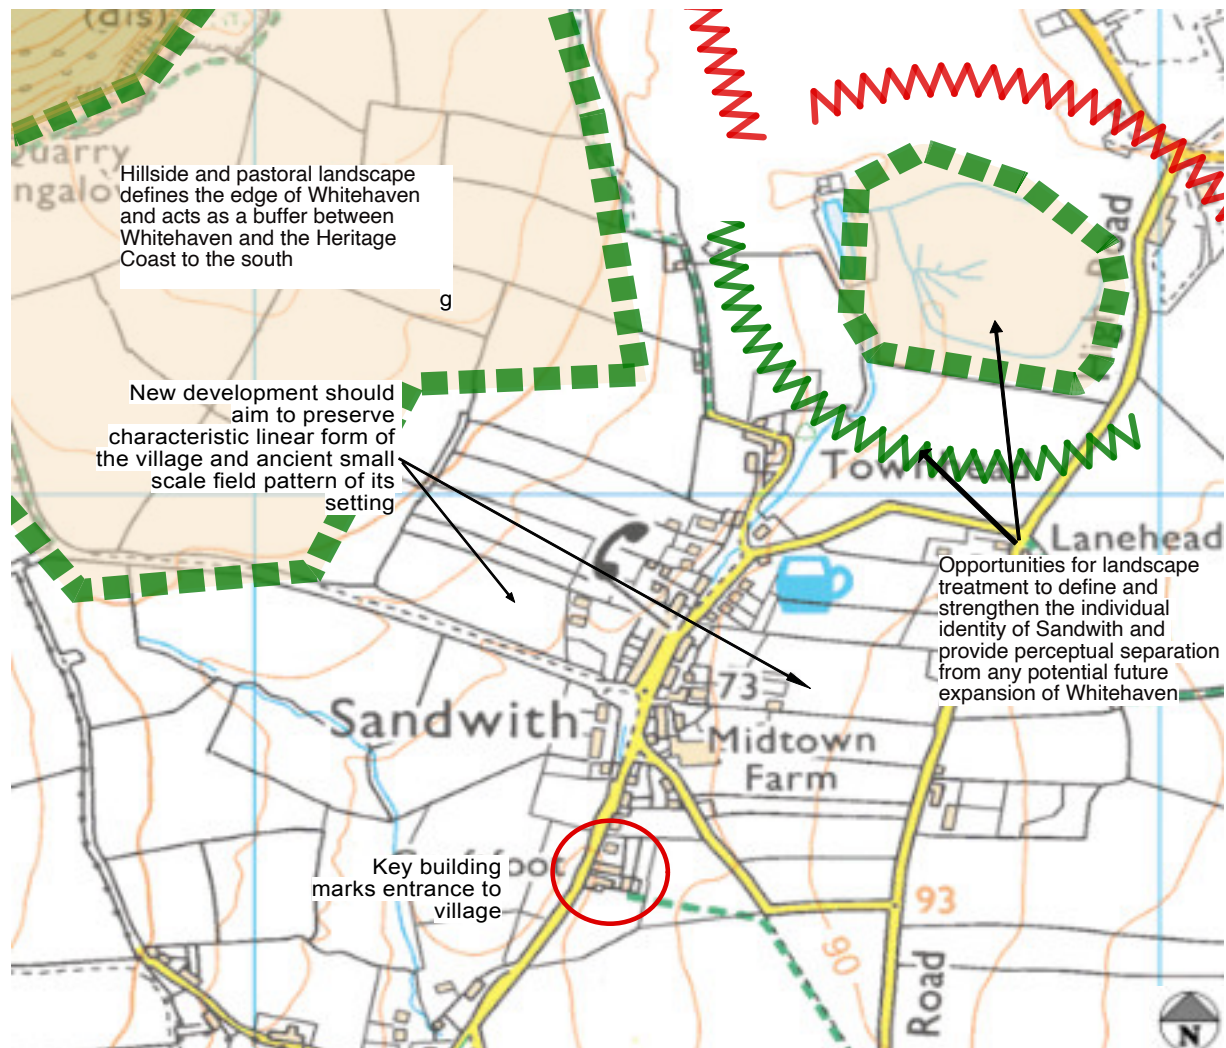 (dis)
Quarry
Hillside and pastoral landscape
defines the edge of Whitehaven
and acts as a buffer between
Whitehaven and the Heritage
Coast to the south
g
New development should
aim to preserve
characteristic linear form of
the village and ancient small
scale field pattern of its
setting
Townhead
Road
Lanehead
Opportunities for landscape
treatment to define and
strengthen the individual
identity of Sandwith and
provide perceptual separation
from any potential future
expansion of Whitehaven
73
Sandwith
Midtown
Farm
Key building
marks entrance to
village
93
90
Road
N